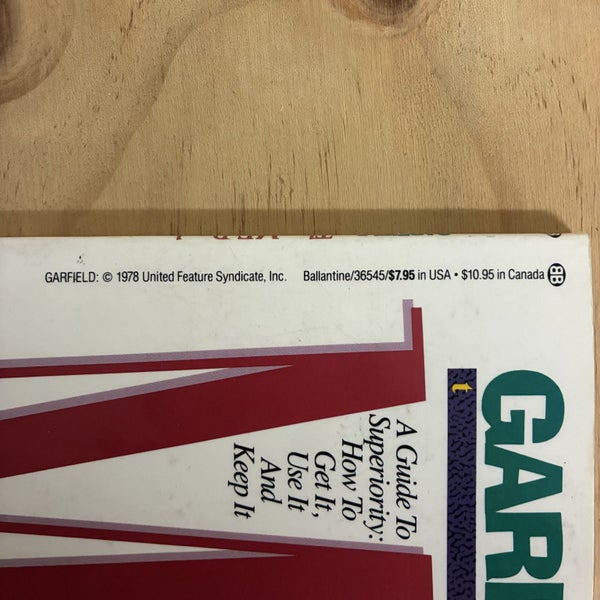 GARFIELD: © 1978 United Feature Syndicate, Inc. Ballantine/36545/$7.95 in USA • $10.95 in Canada BB
GAR
t
A Guide To
Superiority:
How To
Get It,
Use It
And
Keep It